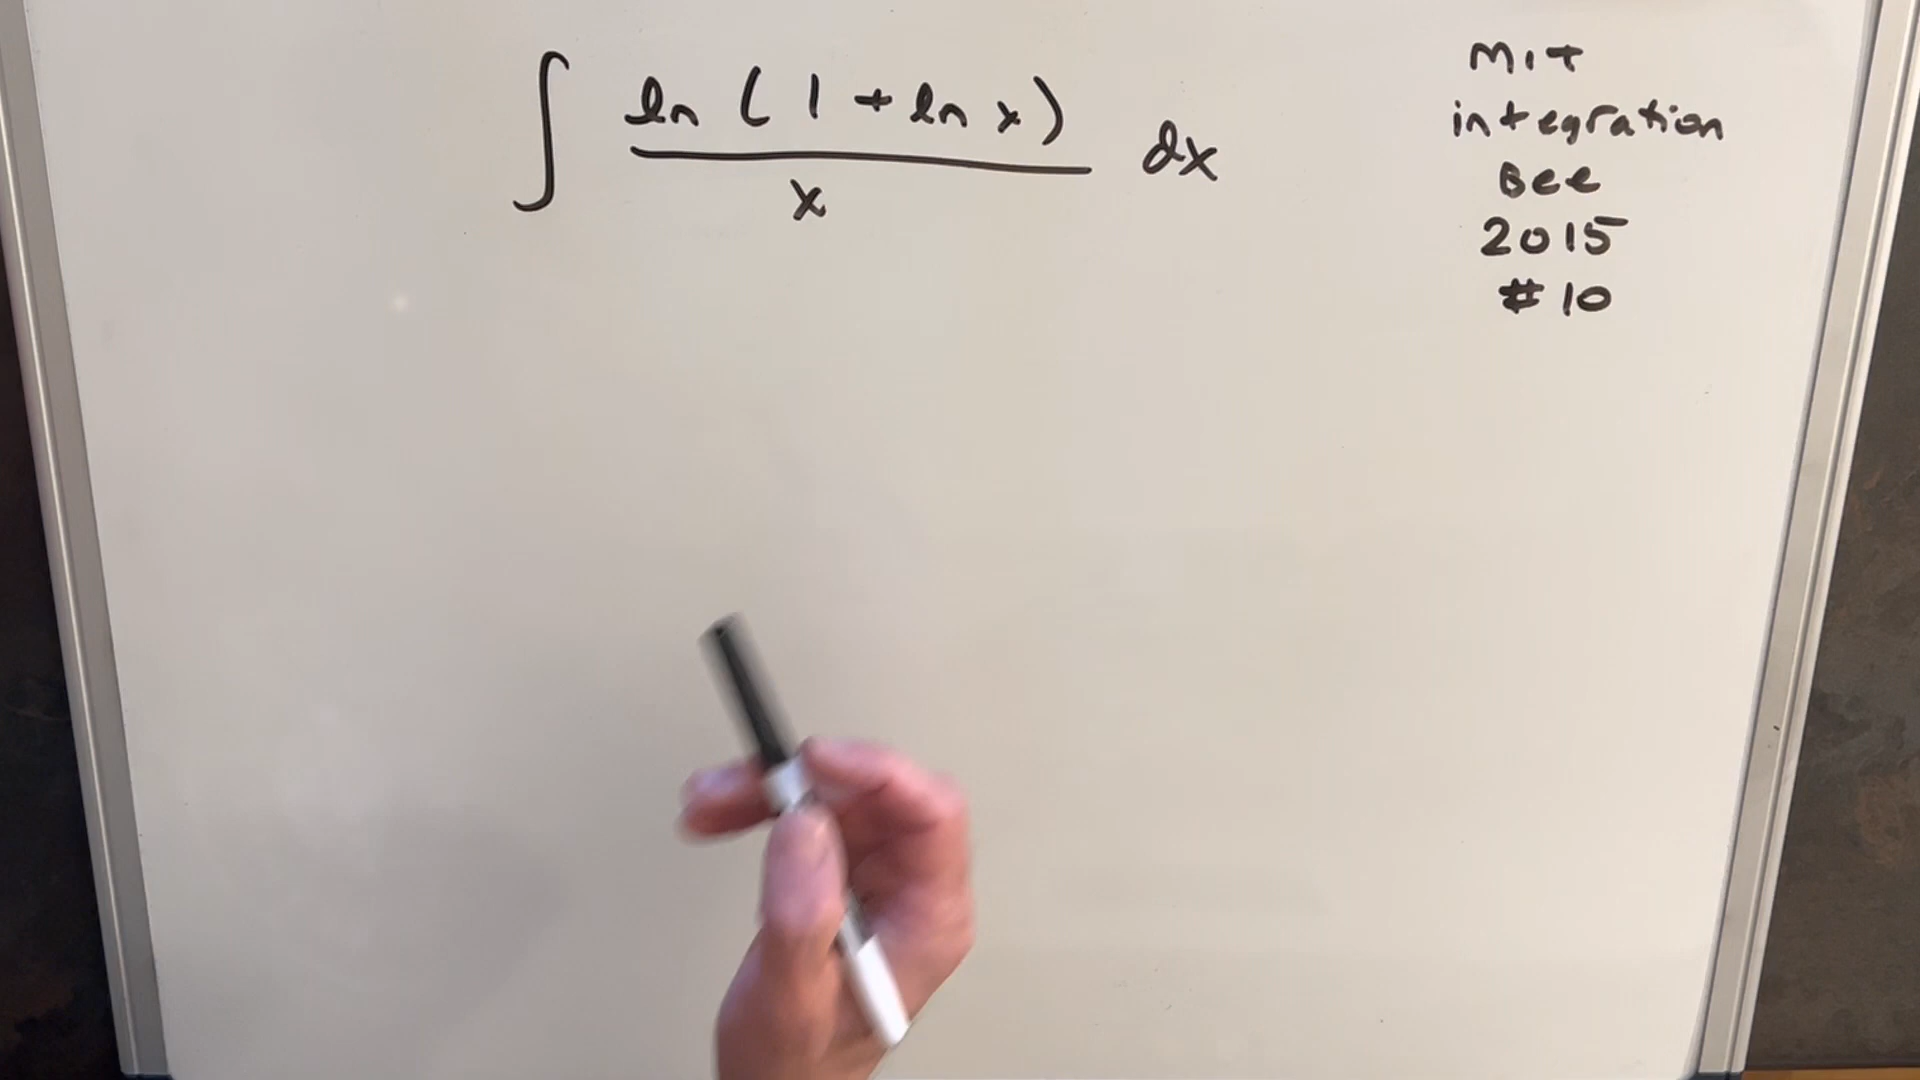 ∫ ln (1 + ln x) / x dx
MIT
integration
Bee
2015
#10